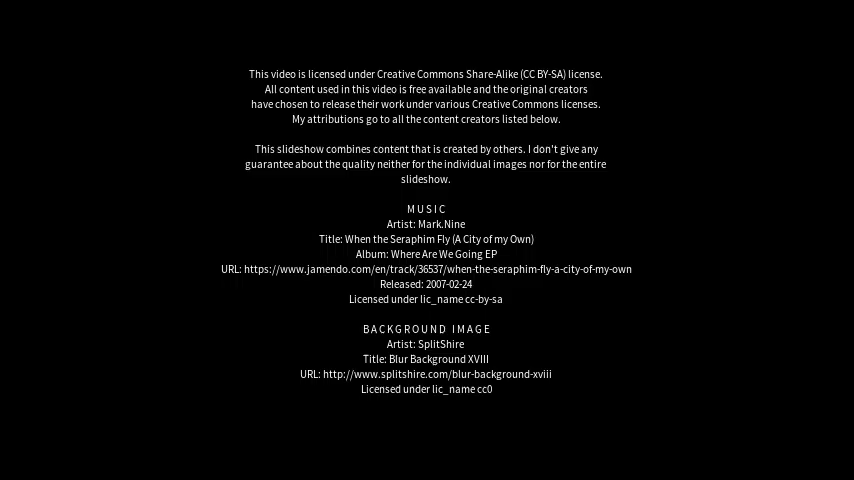 This video is licensed under Creative Commons Share-Alike (CC BY-SA) license.
All content used in this video is free available and the original creators
have chosen to release their work under various Creative Commons licenses.
My attributions go to all the content creators listed below.
This slideshow combines content that is created by others. I don't give any
guarantee about the quality neither for the individual images nor for the entire
slideshow.
MUSIC
Artist: Mark.Nine
Title: When the Seraphim Fly (A City of my Own)
Album: Where Are We Going EP
URL: https://www.jamendo.com/en/track/36537/when-the-seraphim-fly-a-city-of-my-own
Released: 2007-02-24
Licensed under lic_name cc-by-sa
BACKGROUND IMAGE
Artist: SplitShire
Title: Blur Background XVIII
URL: http://www.splitshire.com/blur-background-xviii
Licensed under lic_name cc0